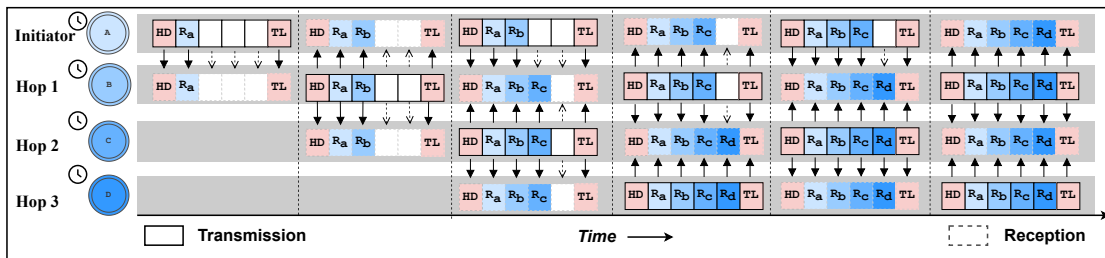 Initiator A HD Ra TL HD Ra Rb TL HD Ra Rb TL HD Ra Rb Rc TL HD Ra Rb Rc TL HD Ra Rb Rc Rd TL
Hop 1 B HD Ra TL HD Ra Rb TL HD Ra Rb Rc TL HD Ra Rb Rc TL HD Ra Rb Rc Rd TL HD Ra Rb Rc Rd TL
Hop 2 C HD Ra Rb TL HD Ra Rb Rc TL HD Ra Rb Rc Rd TL HD Ra Rb Rc Rd TL HD Ra Rb Rc Rd TL
Hop 3 D HD Ra Rb Rc TL HD Ra Rb Rc Rd TL HD Ra Rb Rc Rd TL HD Ra Rb Rc Rd TL
Transmission Time Reception